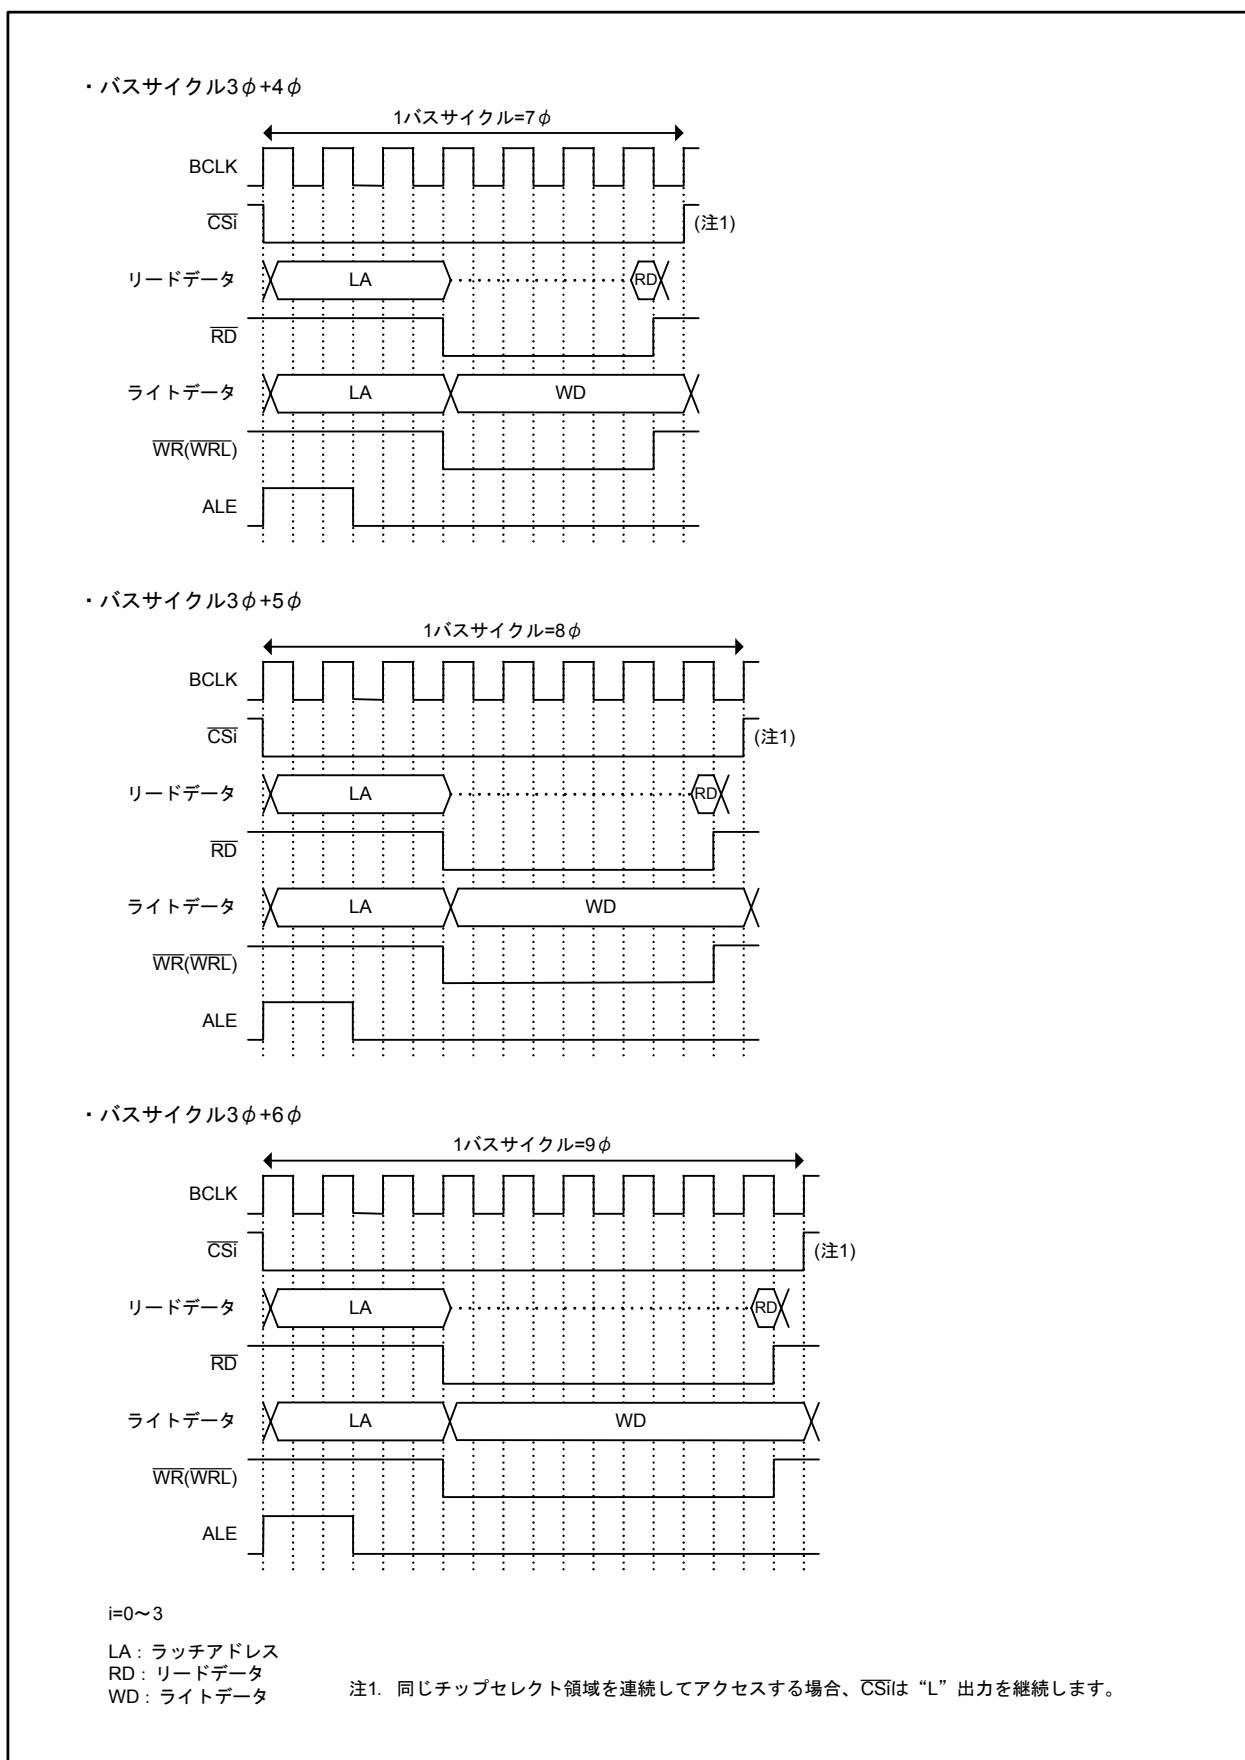 ・バスサイクル3φ+4φ
1バスサイクル=7φ
BCLK
CSi (注1)
リードデータ LA RD
RD
ライトデータ LA WD
WR(WRL)
ALE
・バスサイクル3φ+5φ
1バスサイクル=8φ
BCLK
CSi (注1)
リードデータ LA RD
RD
ライトデータ LA WD
WR(WRL)
ALE
・バスサイクル3φ+6φ
1バスサイクル=9φ
BCLK
CSi (注1)
リードデータ LA RD
RD
ライトデータ LA WD
WR(WRL)
ALE
i=0～3
LA：ラッチアドレス
RD：リードデータ
WD：ライトデータ
注1. 同じチップセレクト領域を連続してアクセスする場合、CSiは“L”出力を継続します。